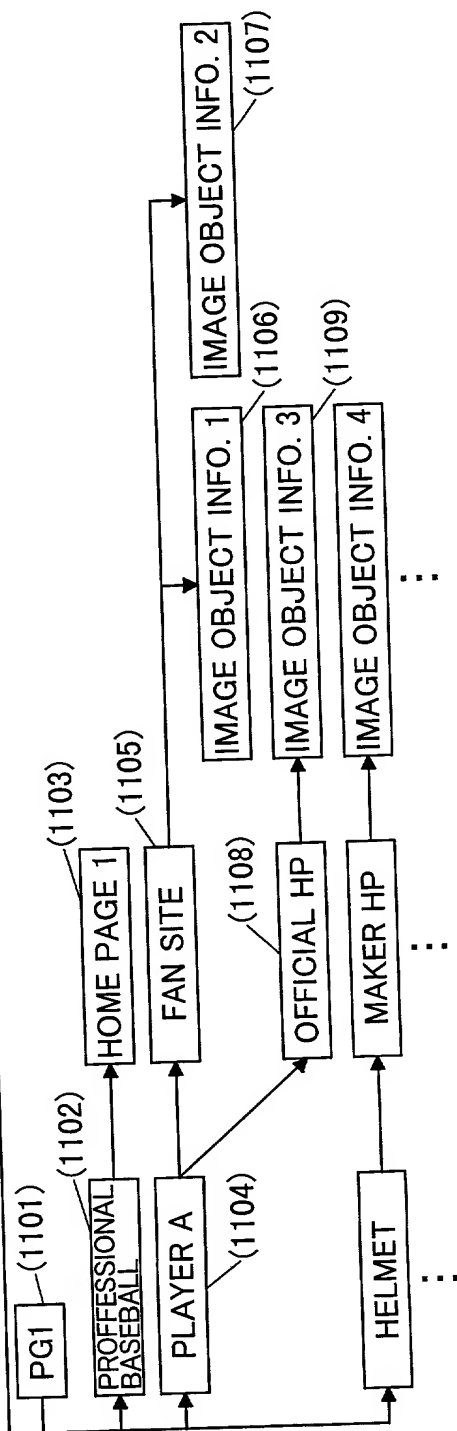 PG1
(1101)
PROFFESSIONAL
BASEBALL
(1102)
HOME PAGE 1
(1103)
PLAYER A
(1104)
FAN SITE
(1105)
IMAGE OBJECT INFO. 1
(1106)
IMAGE OBJECT INFO. 2
(1107)
OFFICIAL HP
(1108)
IMAGE OBJECT INFO. 3
(1109)
HELMET
MAKER HP
IMAGE OBJECT INFO. 4
...
...
...